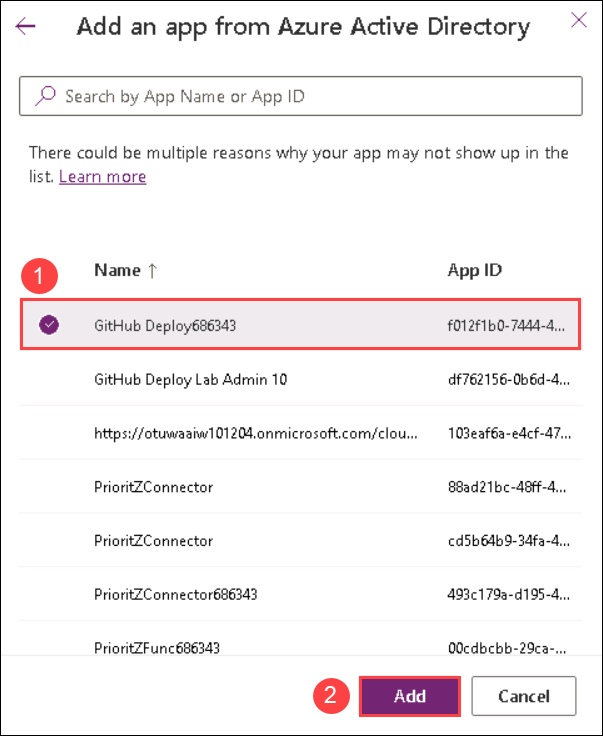 Add an app from Azure Active Directory
Search by App Name or App ID
There could be multiple reasons why your app may not show up in the
list. Learn more
1
Name ↑ App ID
GitHub Deploy686343 f012f1b0-7444-4...
GitHub Deploy Lab Admin 10 df762156-0b6d-4...
https://otuwaaiw101204.onmicrosoft.com/clou... 103eaf6a-e4cf-47...
PrioritZConnector 88ad21bc-48ff-4...
PrioritZConnector cd5b64b9-34fa-4...
PrioritZConnector686343 493c179a-d195-4...
PrioritZFunc686343 00cdbcbb-29ca-...
2 Add Cancel